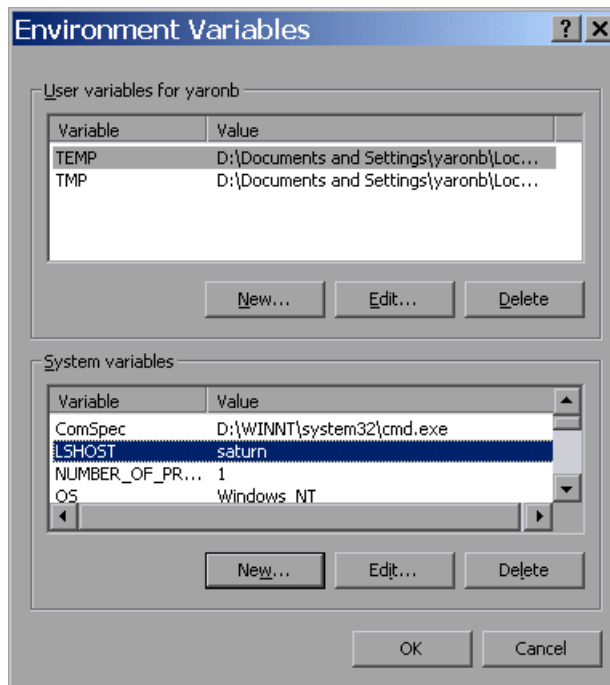 Environment Variables
User variables for yaronb
Variable Value
TEMP D:\Documents and Settings\yaronb\Loc...
TMP D:\Documents and Settings\yaronb\Loc...
New... Edit... Delete
System variables
Variable Value
ComSpec D:\WINNT\system32\cmd.exe
LSHOST saturn
NUMBER_OF_PR... 1
OS Windows_NT
New... Edit... Delete
OK Cancel